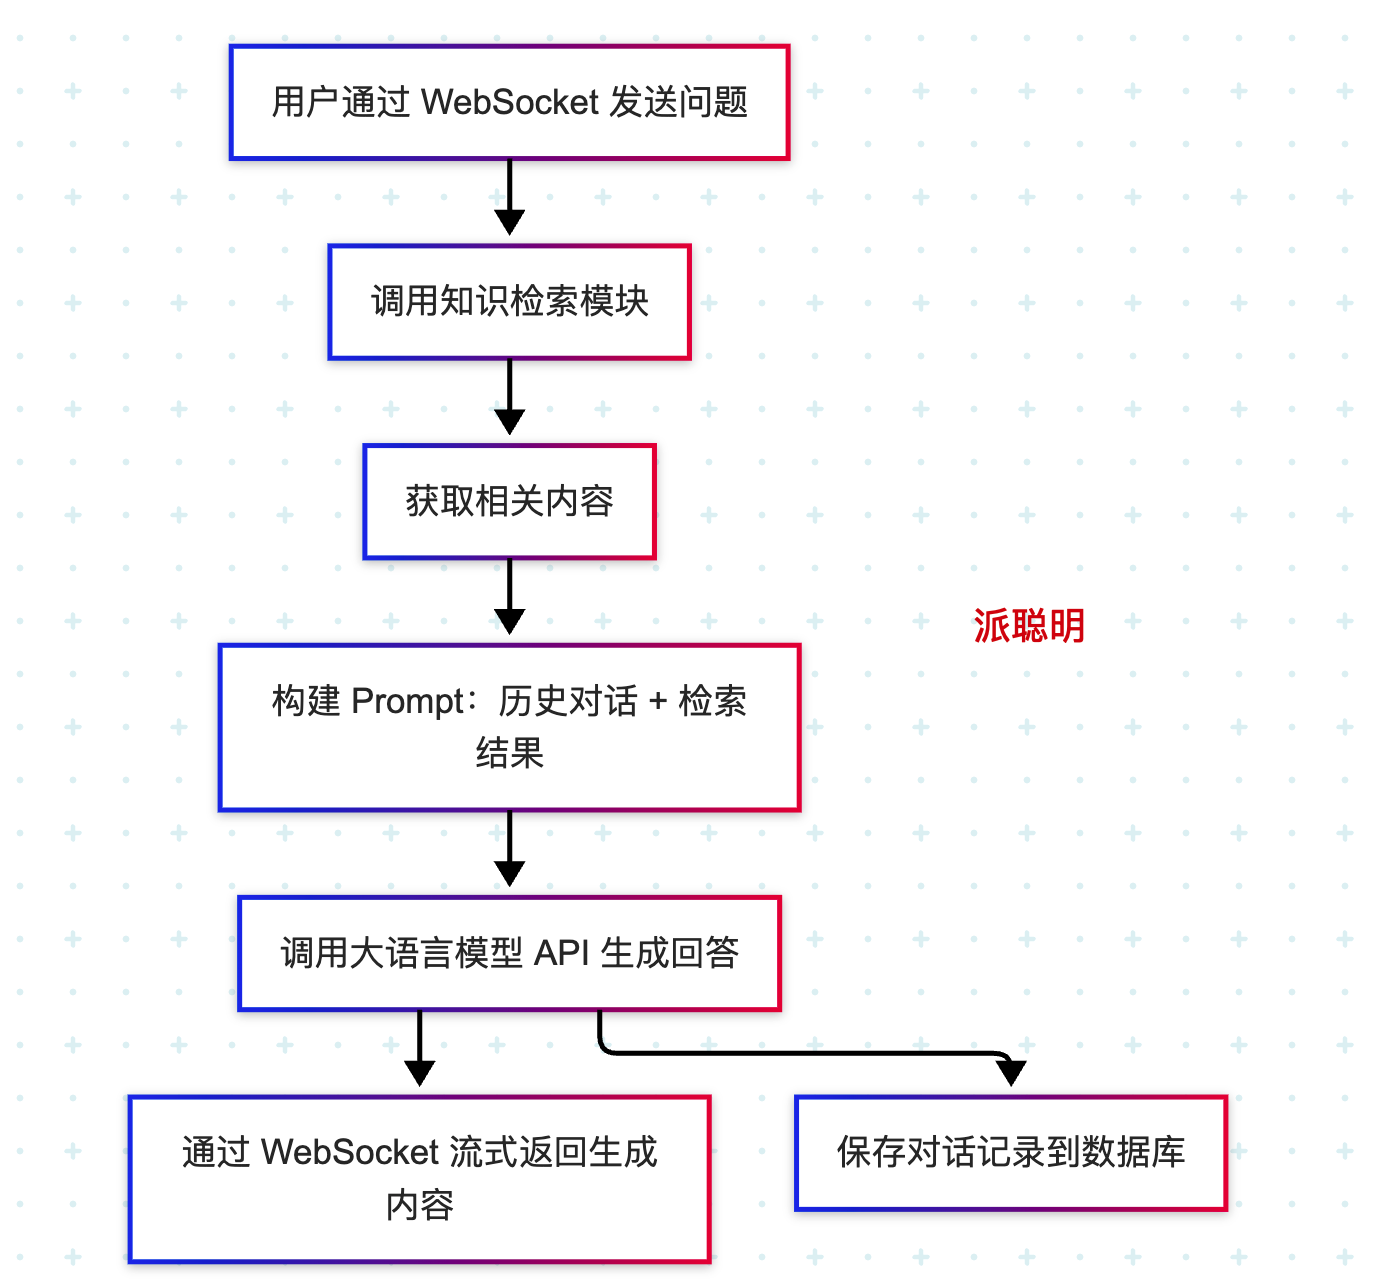 用户通过 WebSocket 发送问题
调用知识检索模块
获取相关内容
派聪明
构建 Prompt：历史对话 + 检索
结果
调用大语言模型 API 生成回答
通过 WebSocket 流式返回生成
内容
保存对话记录到数据库